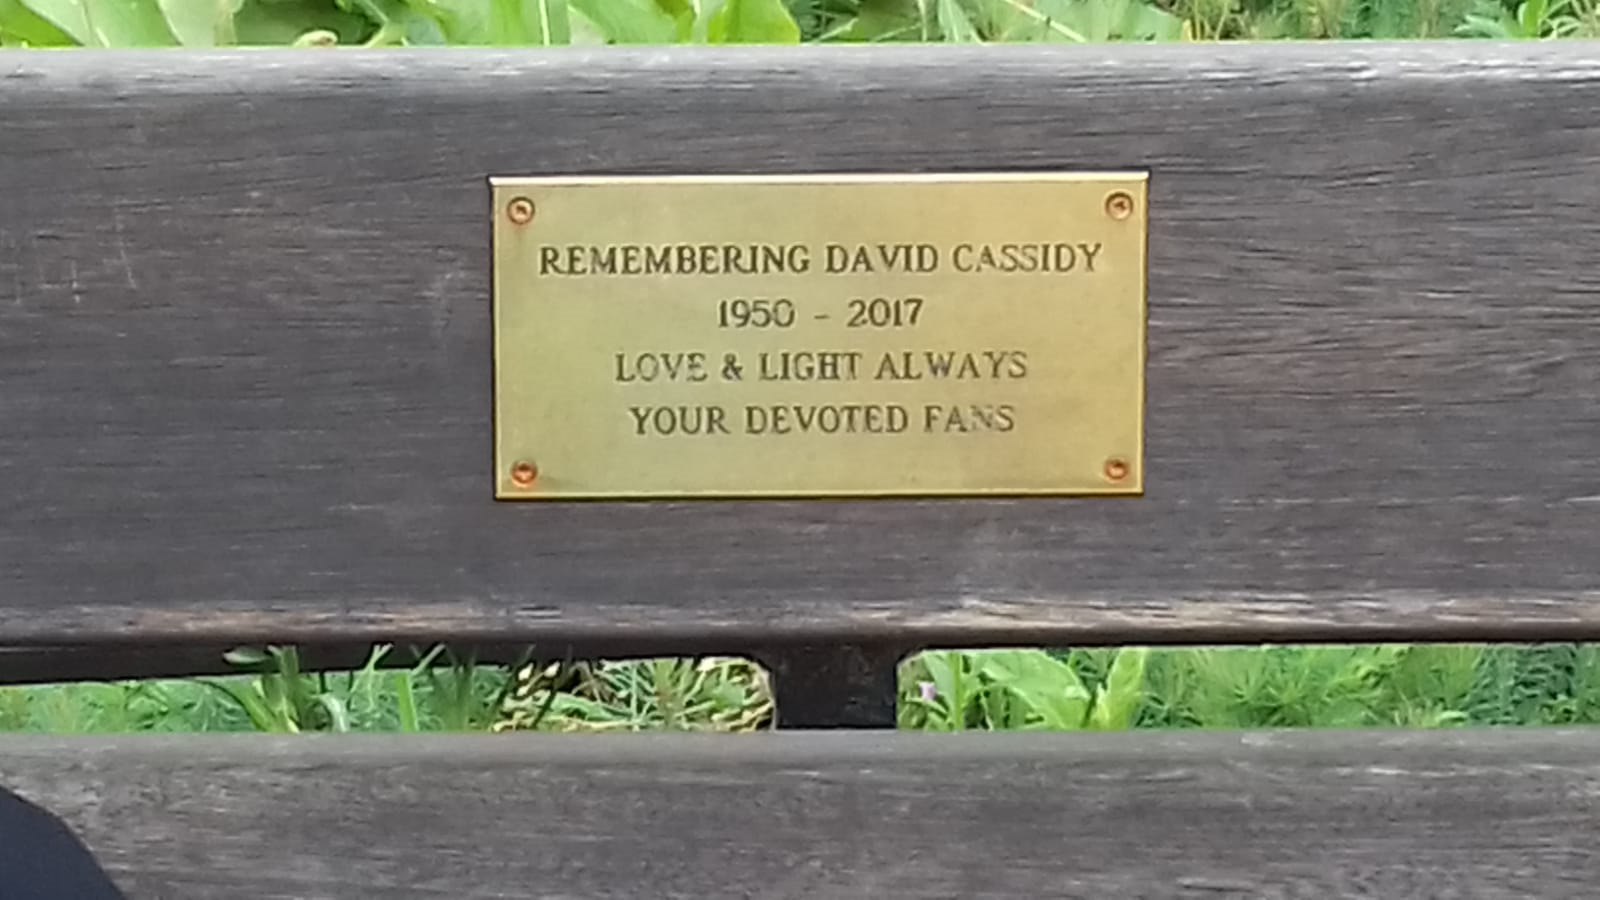 REMEMBERING DAVID CASSIDY
1950 - 2017
LOVE & LIGHT ALWAYS
YOUR DEVOTED FANS